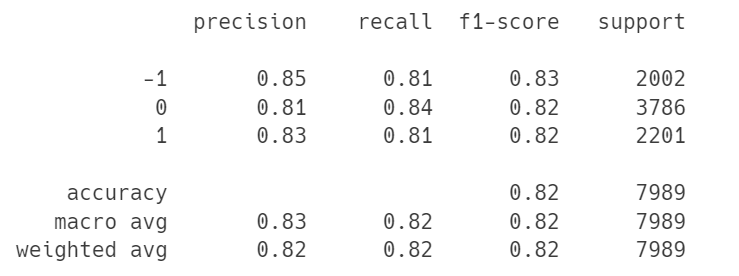 precision recall f1-score support
-1 0.85 0.81 0.83 2002
0 0.81 0.84 0.82 3786
1 0.83 0.81 0.82 2201
accuracy 0.82 7989
macro avg 0.83 0.82 0.82 7989
weighted avg 0.82 0.82 0.82 7989